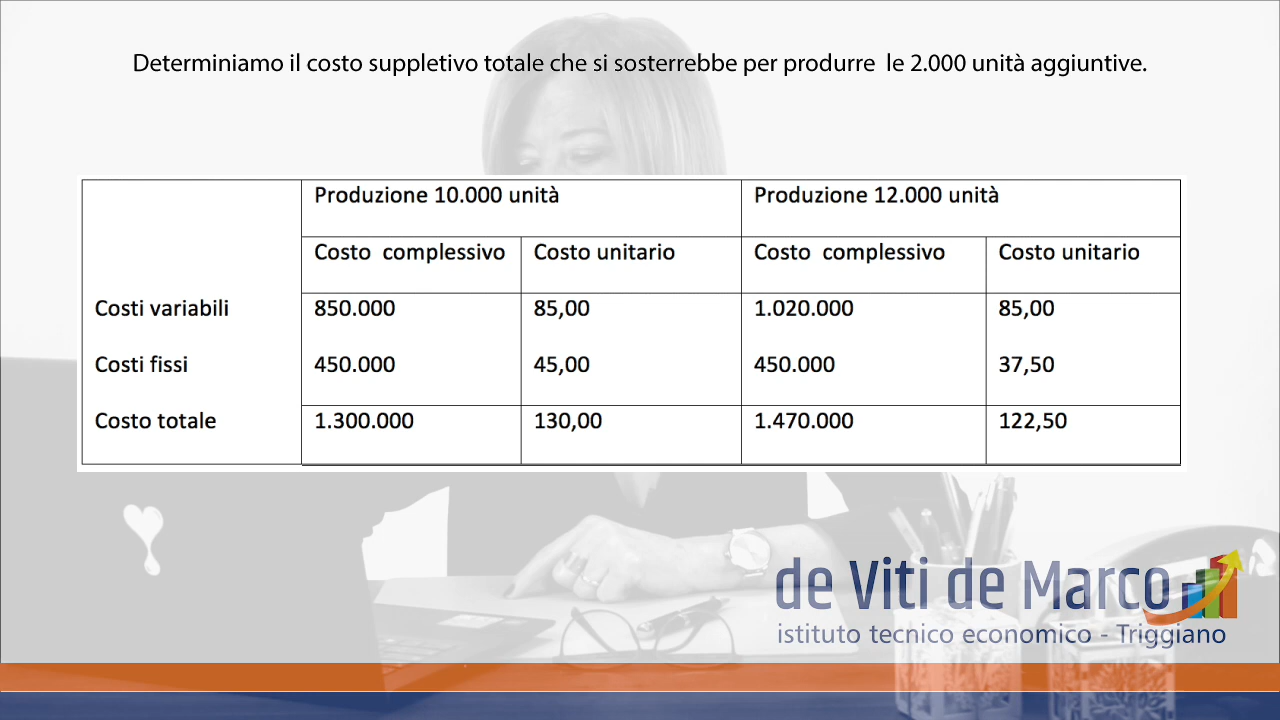 Determiniamo il costo suppletivo totale che si sosterrebbe per produrre le 2.000 unità aggiuntive.
Produzione 10.000 unità Produzione 12.000 unità
Costo complessivo Costo unitario Costo complessivo Costo unitario
Costi variabili 850.000 85,00 1.020.000 85,00
Costi fissi 450.000 45,00 450.000 37,50
Costo totale 1.300.000 130,00 1.470.000 122,50
de Viti de Marco
istituto tecnico economico - Triggiano